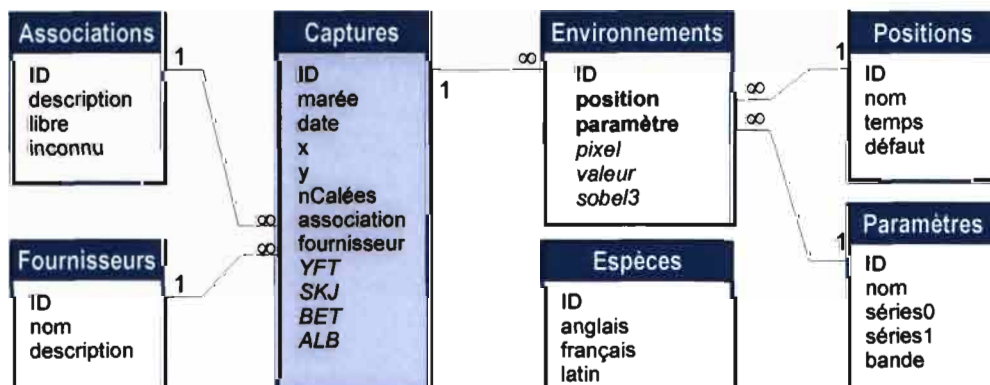 Associations
ID
description
libre
inconnu
Fournisseurs
ID
nom
description
1
∞
1
∞
Captures
ID
marée
date
x
y
nCalées
association
fournisseur
YFT
SKJ
BET
ALB
1
∞
Environnements
ID
position
paramètre
pixel
valeur
sobel3
Espèces
ID
anglais
français
latin
∞
1
∞
1
Positions
ID
nom
temps
défaut
Paramètres
ID
nom
séries0
séries1
bande